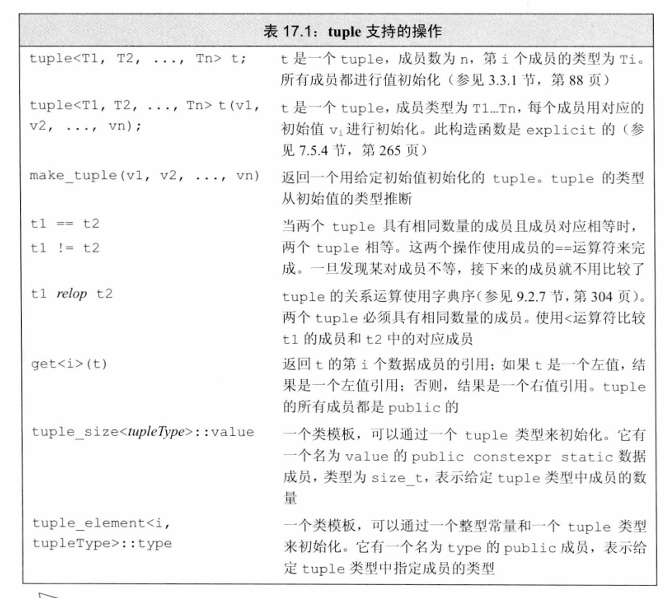 表 17.1：tuple 支持的操作
tuple<T1, T2, ..., Tn> t;
t 是一个 tuple，成员数为 n，第 i 个成员的类型为 Ti。
所有成员都进行值初始化（参见 3.3.1 节，第 88 页）
tuple<T1, T2, ..., Tn> t(v1,
v2, ..., vn);
t 是一个 tuple，成员类型为 T1…Tn，每个成员用对应的
初始值 vi 进行初始化。此构造函数是 explicit 的（参
见 7.5.4 节，第 265 页）
make_tuple(v1, v2, ..., vn)
返回一个用给定初始值初始化的 tuple。tuple 的类型
从初始值的类型推断
t1 == t2
t1 != t2
当两个 tuple 具有相同数量的成员且成员对应相等时，
两个 tuple 相等。这两个操作使用成员的==运算符来完
成。一旦发现某对成员不等，接下来的成员就不用比较了
t1 relop t2
tuple 的关系运算使用字典序（参见 9.2.7 节，第 304 页）。
两个 tuple 必须具有相同数量的成员。使用<运算符比较
t1 的成员和 t2 中的对应成员
get<i>(t)
返回 t 的第 i 个数据成员的引用；如果 t 是一个左值，结
果是一个左值引用；否则，结果是一个右值引用。tuple
的所有成员都是 public 的
tuple_size<tupleType>::value
一个类模板，可以通过一个 tuple 类型来初始化。它有
一个名为 value 的 public constexpr static 数据
成员，类型为 size_t，表示给定 tuple 类型中成员的数
量
tuple_element<i,
tupleType>::type
一个类模板，可以通过一个整型常量和一个 tuple 类型
来初始化。它有一个名为 type 的 public 成员，表示给
定 tuple 类型中指定成员的类型